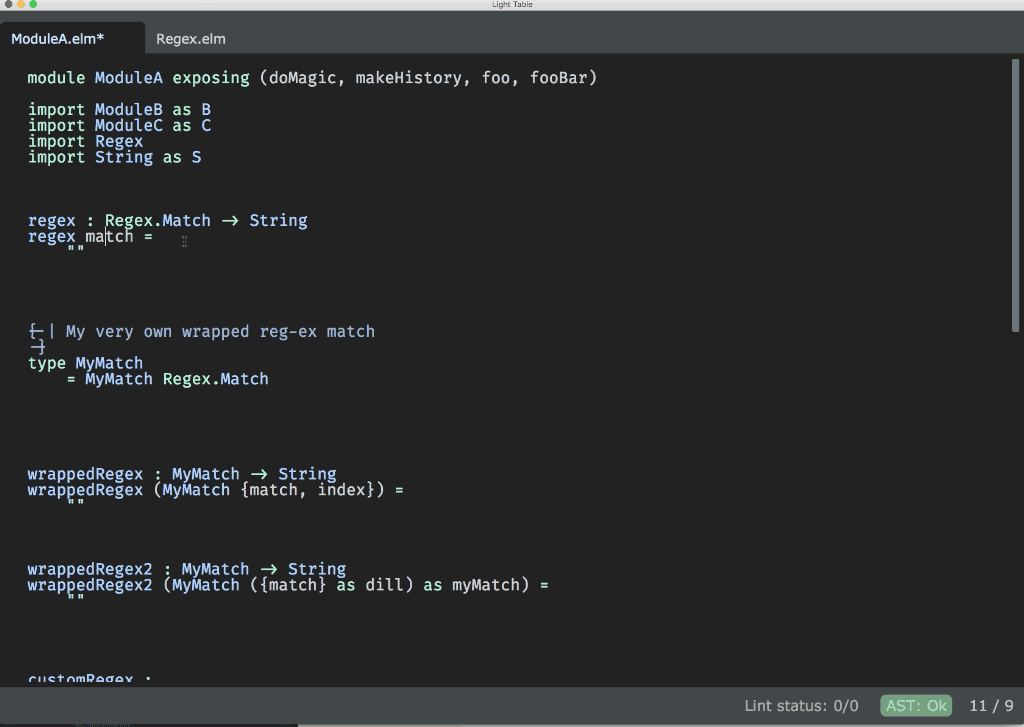 Light Table
ModuleA.elm* Regex.elm
module ModuleA exposing (doMagic, makeHistory, foo, fooBar)
import ModuleB as B
import ModuleC as C
import Regex
import String as S
regex : Regex.Match → String
regex match =
""
{-| My very own wrapped reg-ex match
-}
type MyMatch
= MyMatch Regex.Match
wrappedRegex : MyMatch → String
wrappedRegex (MyMatch {match, index}) =
""
wrappedRegex2 : MyMatch → String
wrappedRegex2 (MyMatch ({match} as dill) as myMatch) =
""
customRegex :
Lint status: 0/0 AST: Ok 11 / 9